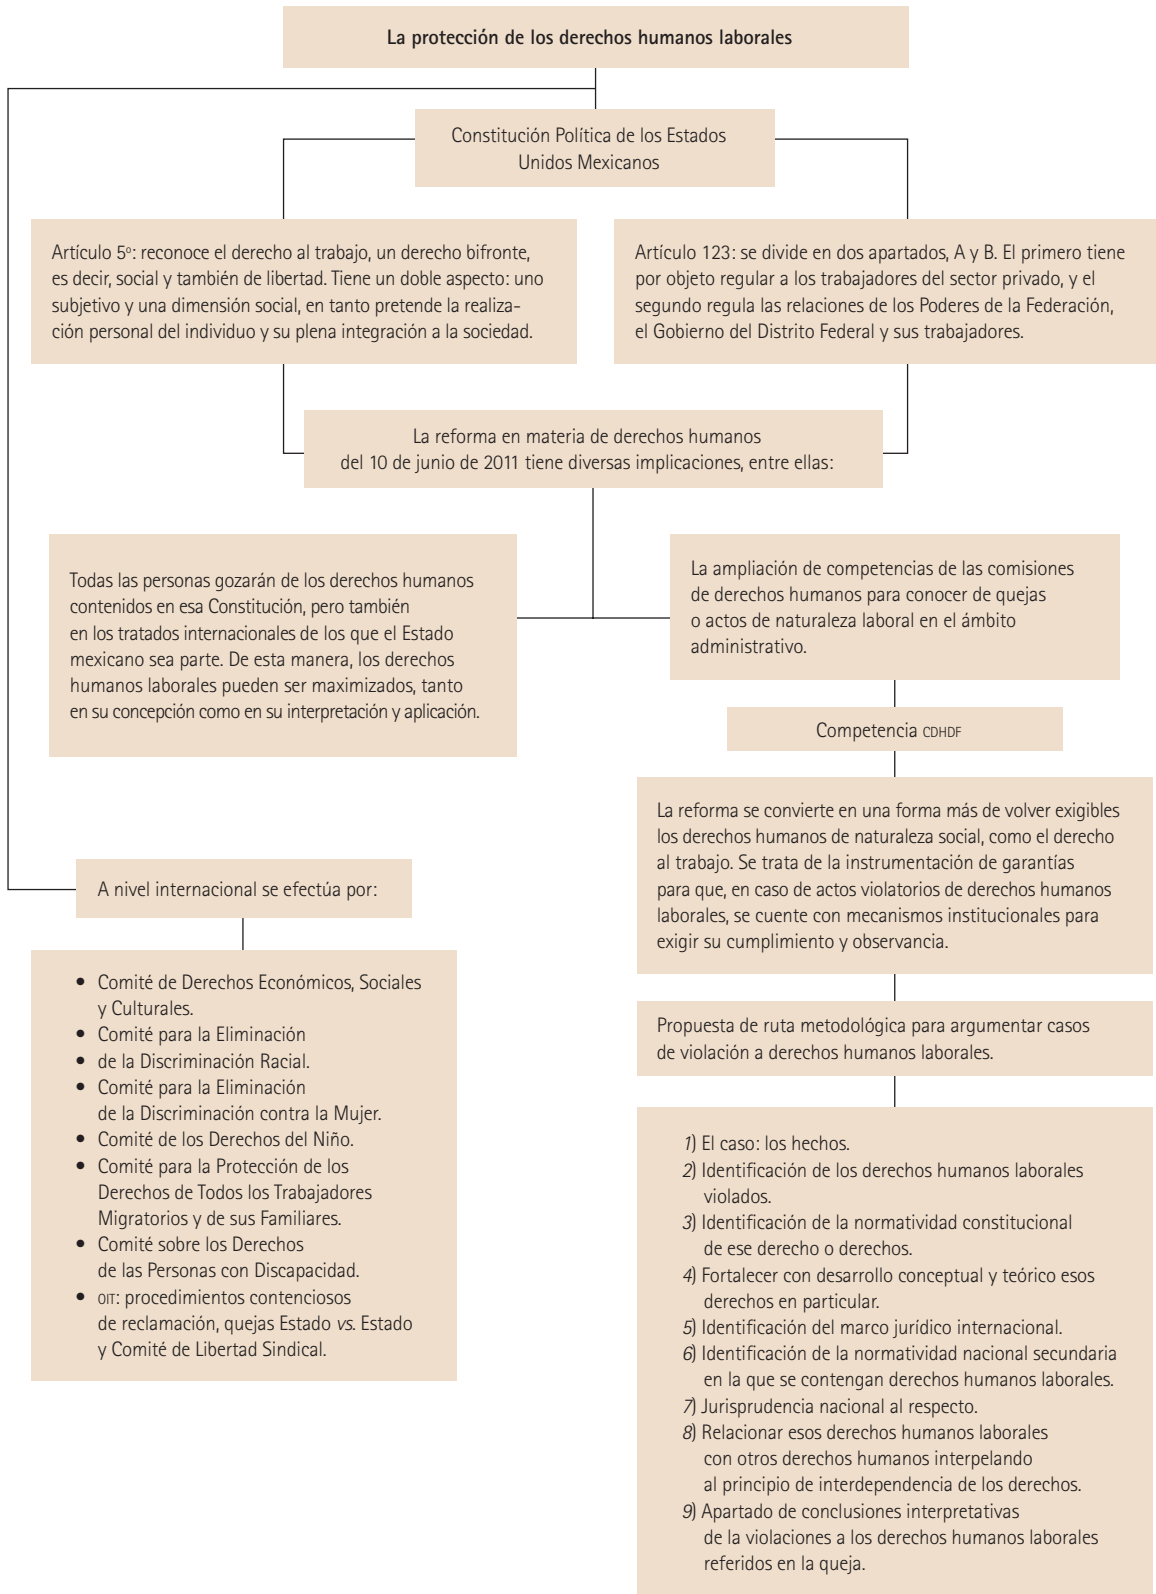 La protección de los derechos humanos laborales
Constitución Política de los Estados
Unidos Mexicanos
Artículo 5º: reconoce el derecho al trabajo, un derecho bifronte,
es decir, social y también de libertad. Tiene un doble aspecto: uno
subjetivo y una dimensión social, en tanto pretende la realiza-
ción personal del individuo y su plena integración a la sociedad.
Artículo 123: se divide en dos apartados, A y B. El primero tiene
por objeto regular a los trabajadores del sector privado, y el
segundo regula las relaciones de los Poderes de la Federación,
el Gobierno del Distrito Federal y sus trabajadores.
La reforma en materia de derechos humanos
del 10 de junio de 2011 tiene diversas implicaciones, entre ellas:
Todas las personas gozarán de los derechos humanos
contenidos en esa Constitución, pero también
en los tratados internacionales de los que el Estado
mexicano sea parte. De esta manera, los derechos
humanos laborales pueden ser maximizados, tanto
en su concepción como en su interpretación y aplicación.
La ampliación de competencias de las comisiones
de derechos humanos para conocer de quejas
o actos de naturaleza laboral en el ámbito
administrativo.
Competencia CDHDF
La reforma se convierte en una forma más de volver exigibles
los derechos humanos de naturaleza social, como el derecho
al trabajo. Se trata de la instrumentación de garantías
para que, en caso de actos violatorios de derechos humanos
laborales, se cuente con mecanismos institucionales para
exigir su cumplimiento y observancia.
A nivel internacional se efectúa por:
• Comité de Derechos Económicos, Sociales
y Culturales.
• Comité para la Eliminación
• de la Discriminación Racial.
• Comité para la Eliminación
de la Discriminación contra la Mujer.
• Comité de los Derechos del Niño.
• Comité para la Protección de los
Derechos de Todos los Trabajadores
Migratorios y de sus Familiares.
• Comité sobre los Derechos
de las Personas con Discapacidad.
• OIT: procedimientos contenciosos
de reclamación, quejas Estado vs. Estado
y Comité de Libertad Sindical.
Propuesta de ruta metodológica para argumentar casos
de violación a derechos humanos laborales.
1) El caso: los hechos.
2) Identificación de los derechos humanos laborales
violados.
3) Identificación de la normatividad constitucional
de ese derecho o derechos.
4) Fortalecer con desarrollo conceptual y teórico esos
derechos en particular.
5) Identificación del marco jurídico internacional.
6) Identificación de la normatividad nacional secundaria
en la que se contengan derechos humanos laborales.
7) Jurisprudencia nacional al respecto.
8) Relacionar esos derechos humanos laborales
con otros derechos humanos interpelando
al principio de interdependencia de los derechos.
9) Apartado de conclusiones interpretativas
de la violaciones a los derechos humanos laborales
referidos en la queja.